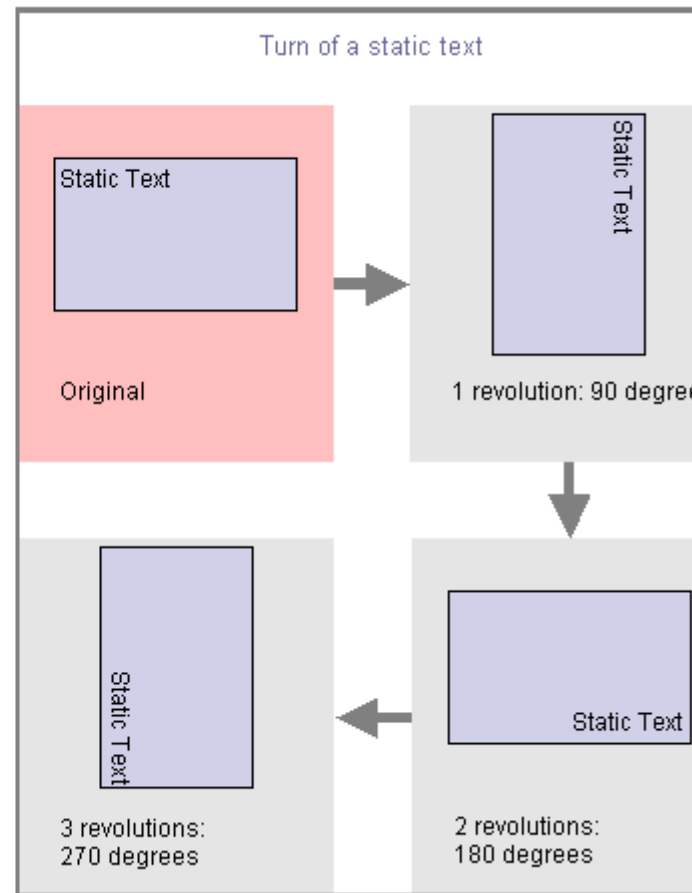 Turn of a static text
Static Text
Original
Static Text
1 revolution: 90 degree
Static Text
3 revolutions:
270 degrees
Static Text
2 revolutions:
180 degrees